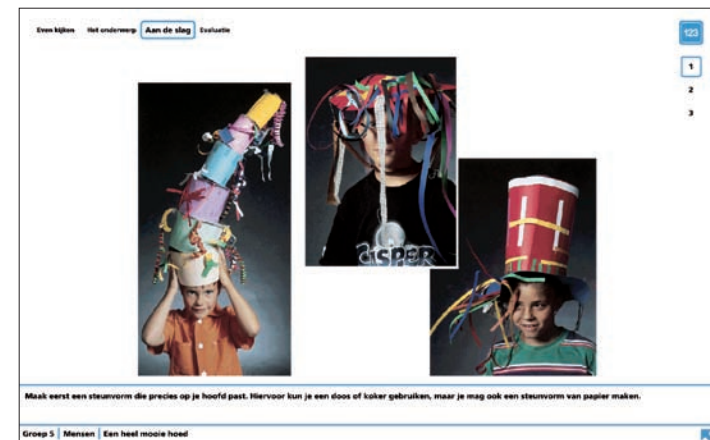 Even kijken Het onderwerp Aan de slag Evaluatie
123
1
2
3
CASPER
Maak eerst een steunvorm die precies op je hoofd past. Hiervoor kun je een doos of koker gebruiken, maar je mag ook een steunvorm van papier maken.
Groep 5 Mensen Een heel mooie hoed